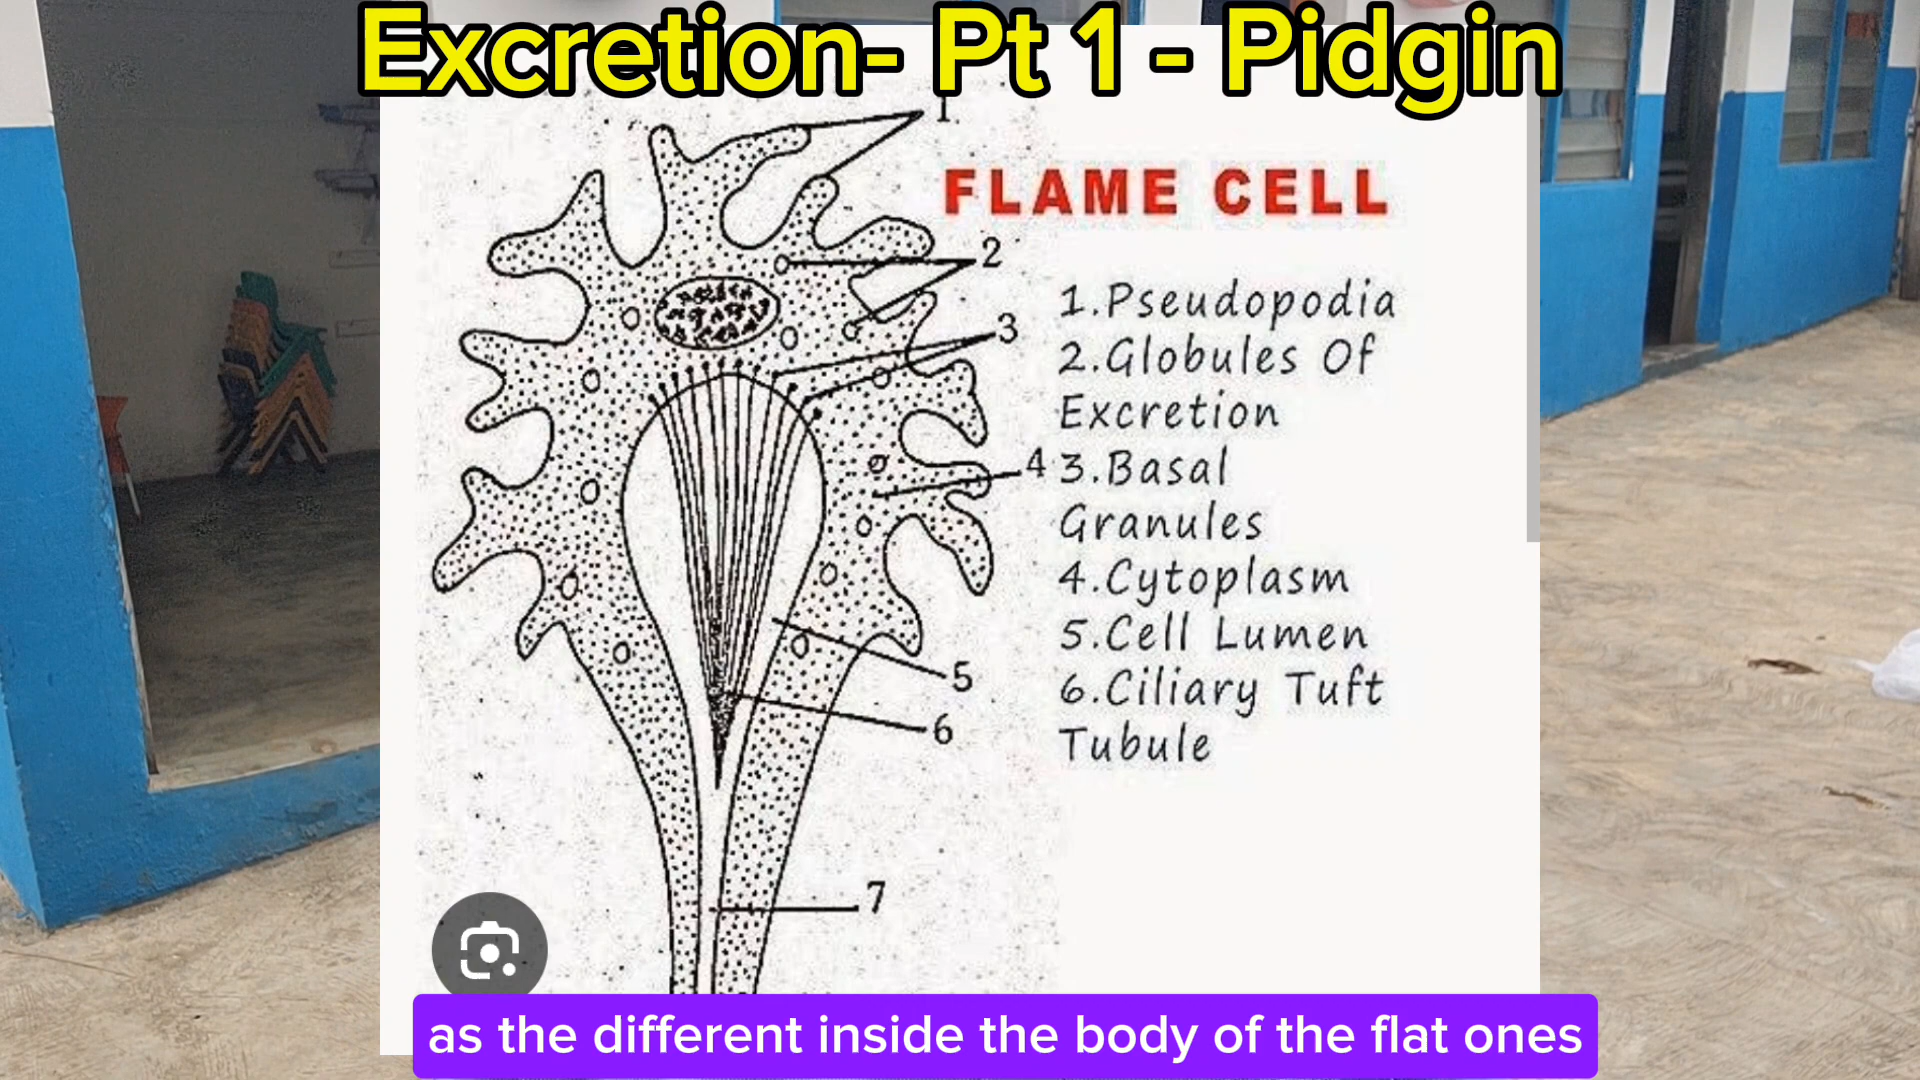 Excretion- Pt 1 - Pidgin
1
FLAME CELL
2
3
4
5
6
7
1.Pseudopodia
2.Globules Of
Excretion
3.Basal
Granules
4.Cytoplasm
5.Cell Lumen
6.Ciliary Tuft
Tubule
as the different inside the body of the flat ones